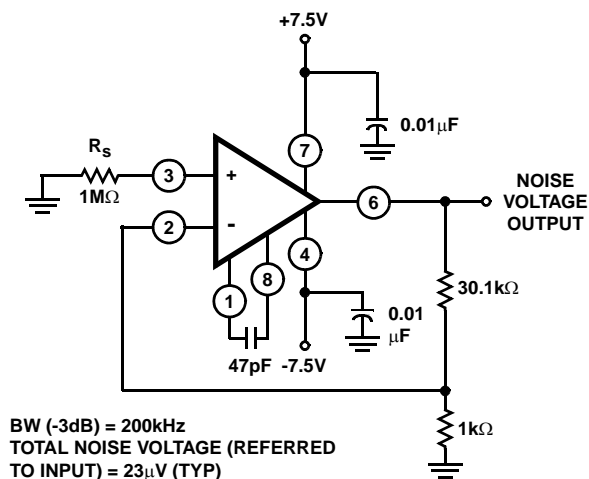 +7.5V
0.01μF
7
Rs
1MΩ
3
+
6
NOISE
VOLTAGE
OUTPUT
2
-
4
8
1
30.1kΩ
0.01
μF
47pF
-7.5V
1kΩ
BW (-3dB) = 200kHz
TOTAL NOISE VOLTAGE (REFERRED
TO INPUT) = 23μV (TYP)